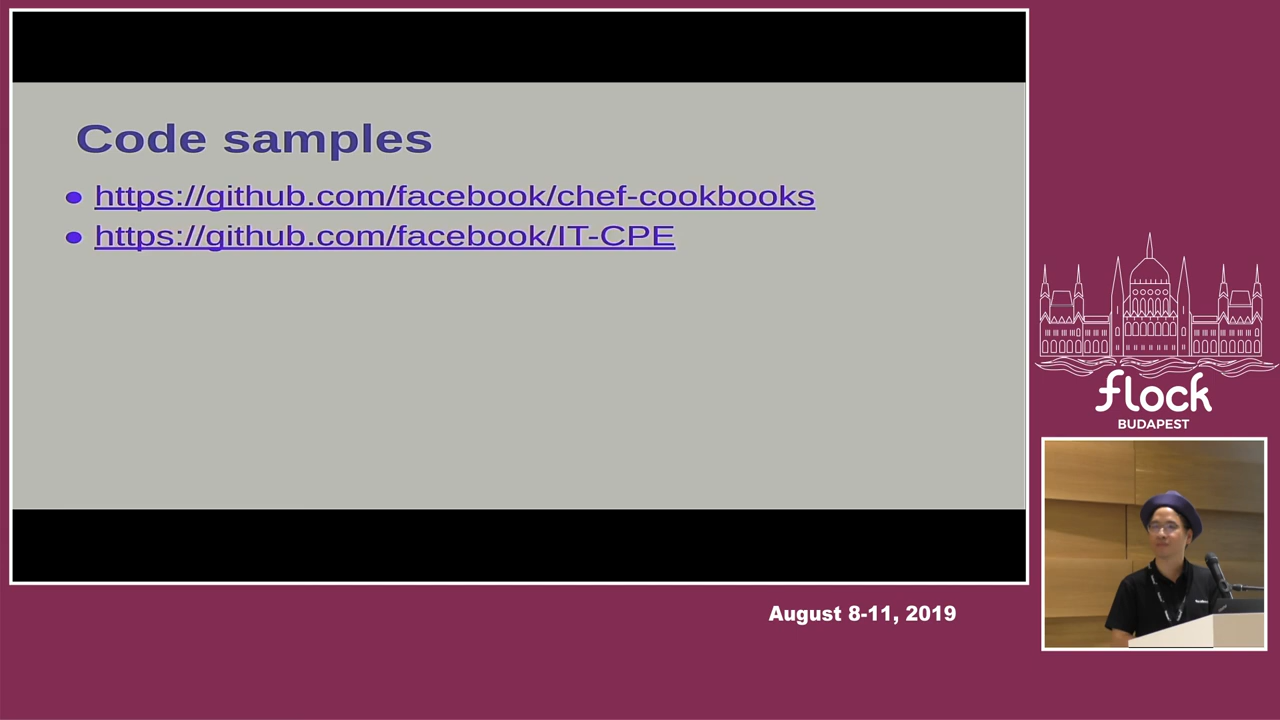 Code samples
https://github.com/facebook/chef-cookbooks
https://github.com/facebook/IT-CPE
flock
BUDAPEST
August 8-11, 2019